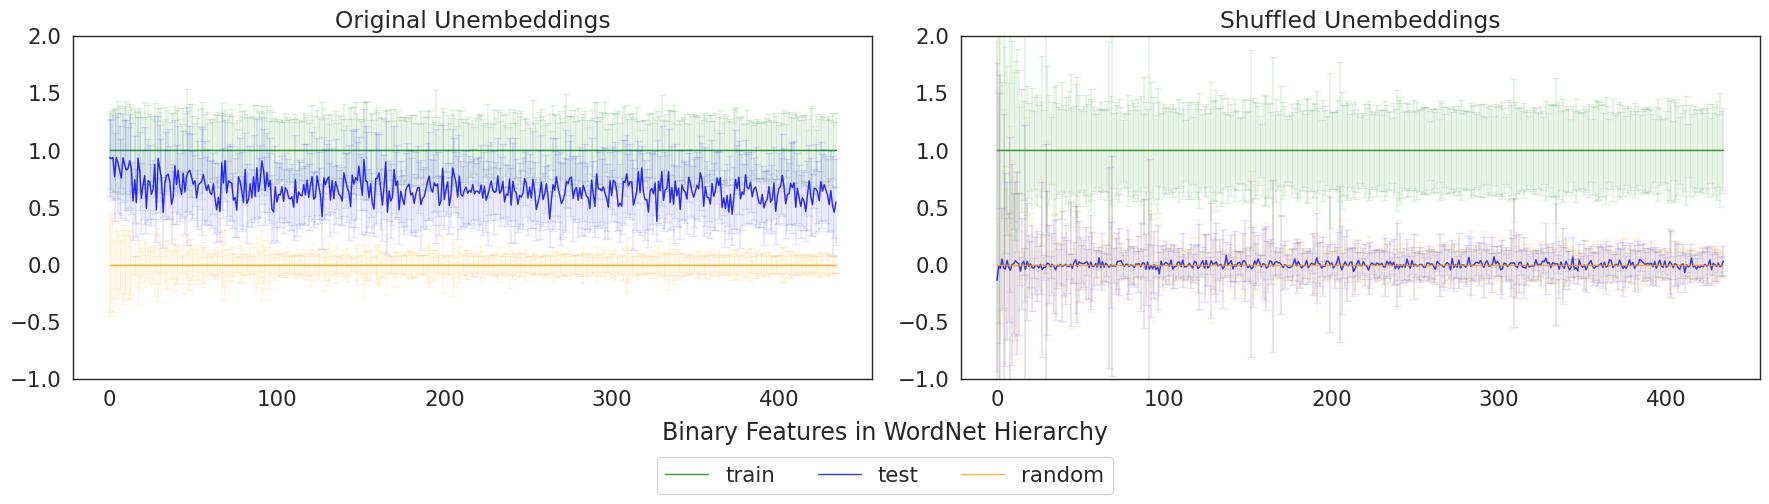 Original Unembeddings
2.0
1.5
1.0
0.5
0.0
−0.5
−1.0
0 100 200 300 400
Shuffled Unembeddings
2.0
1.5
1.0
0.5
0.0
−0.5
−1.0
0 100 200 300 400
Binary Features in WordNet Hierarchy
train test random